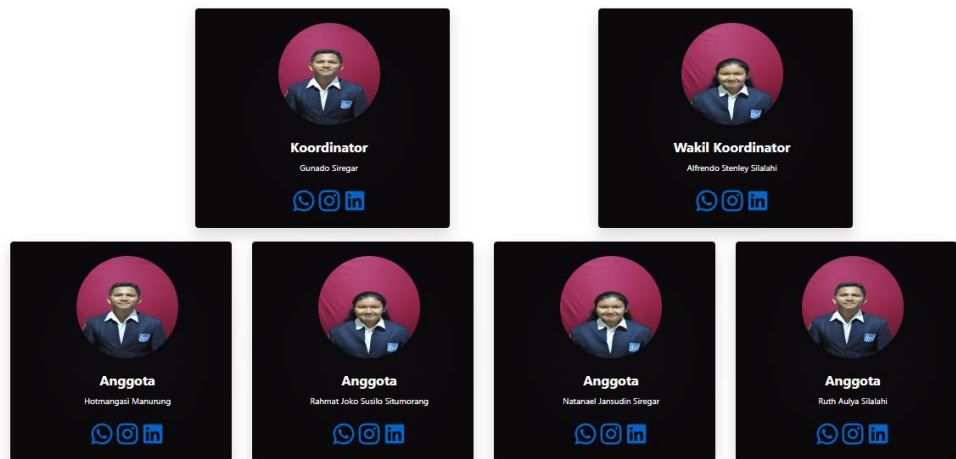 Koordinator
Gunado Siregar
Wakil Koordinator
Alfrendo Stenley Silalahi
Anggota
Hotmangasi Manurung
Anggota
Rahmat Joko Susilo Situmorang
Anggota
Natanael Jansudin Siregar
Anggota
Ruth Aulya Silalahi